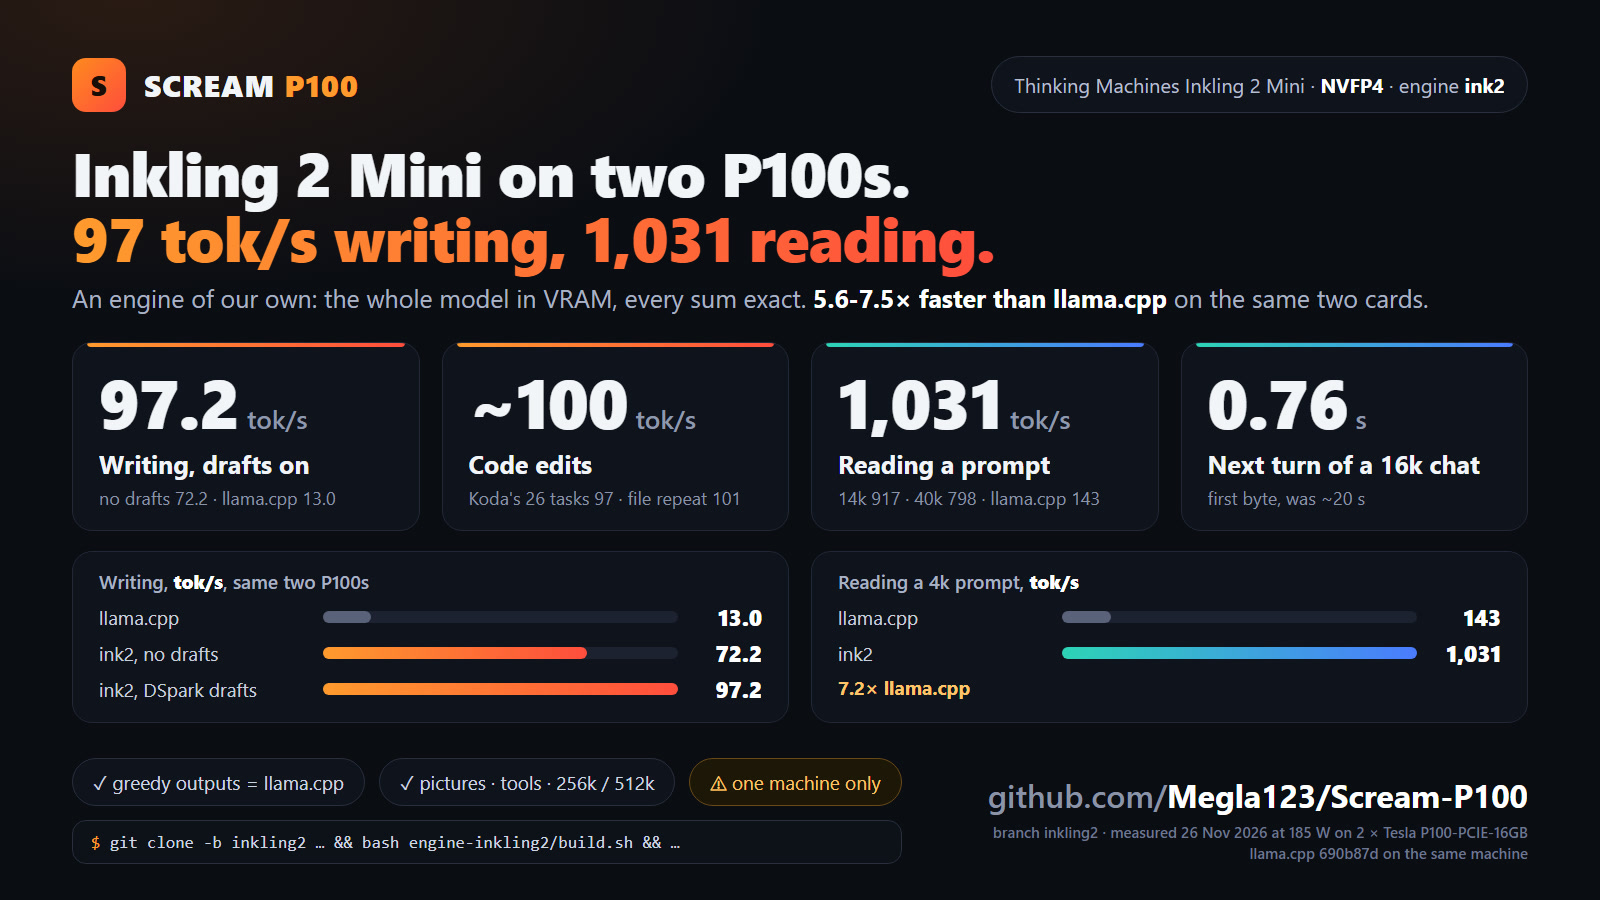 S SCREAM P100
Thinking Machines Inkling 2 Mini · NVFP4 · engine ink2
Inkling 2 Mini on two P100s.
97 tok/s writing, 1,031 reading.
An engine of our own: the whole model in VRAM, every sum exact. 5.6-7.5× faster than llama.cpp on the same two cards.
97.2 tok/s
Writing, drafts on
no drafts 72.2 · llama.cpp 13.0
~100 tok/s
Code edits
Koda's 26 tasks 97 · file repeat 101
1,031 tok/s
Reading a prompt
14k 917 · 40k 798 · llama.cpp 143
0.76 s
Next turn of a 16k chat
first byte, was ~20 s
Writing, tok/s, same two P100s
llama.cpp 13.0
ink2, no drafts 72.2
ink2, DSpark drafts 97.2
Reading a 4k prompt, tok/s
llama.cpp 143
ink2 1,031
7.2× llama.cpp
✓ greedy outputs = llama.cpp
✓ pictures · tools · 256k / 512k
⚠ one machine only
$ git clone -b inkling2 … && bash engine-inkling2/build.sh && …
github.com/Megla123/Scream-P100
branch inkling2 · measured 26 Nov 2026 at 185 W on 2 × Tesla P100-PCIE-16GB
llama.cpp 690b87d on the same machine